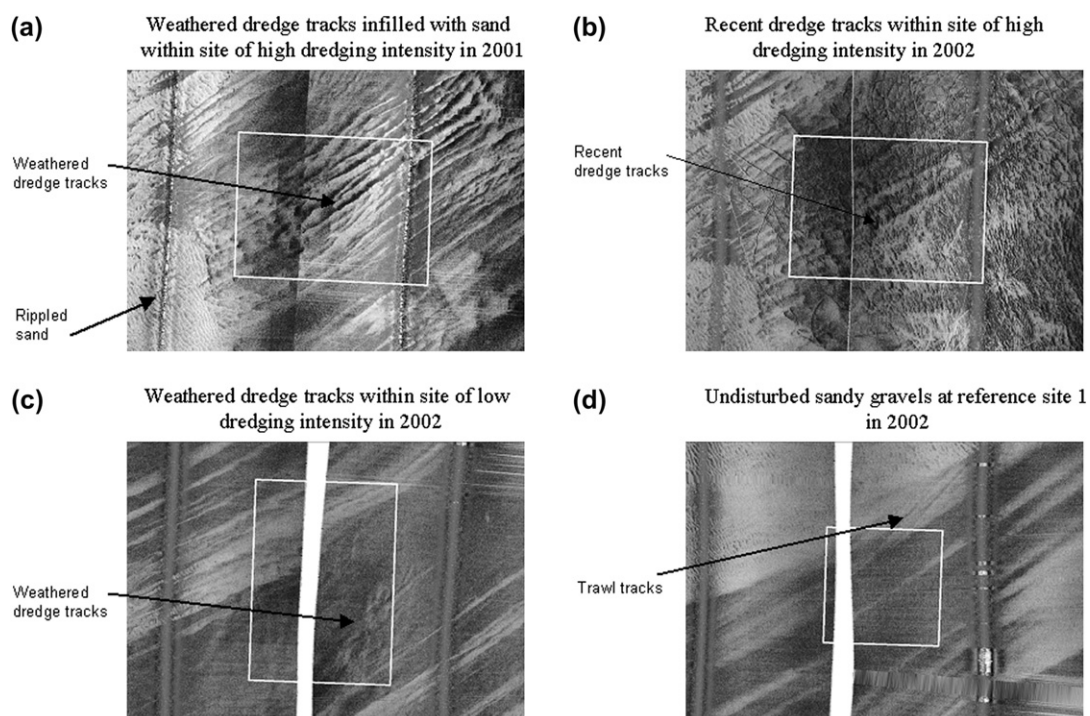 (a)
Weathered dredge tracks infilled with sand
within site of high dredging intensity in 2001
Weathered
dredge tracks
Rippled
sand
(b)
Recent dredge tracks within site of high
dredging intensity in 2002
Recent
dredge tracks
(c)
Weathered dredge tracks within site of low
dredging intensity in 2002
Weathered
dredge tracks
(d)
Undisturbed sandy gravels at reference site 1
in 2002
Trawl tracks